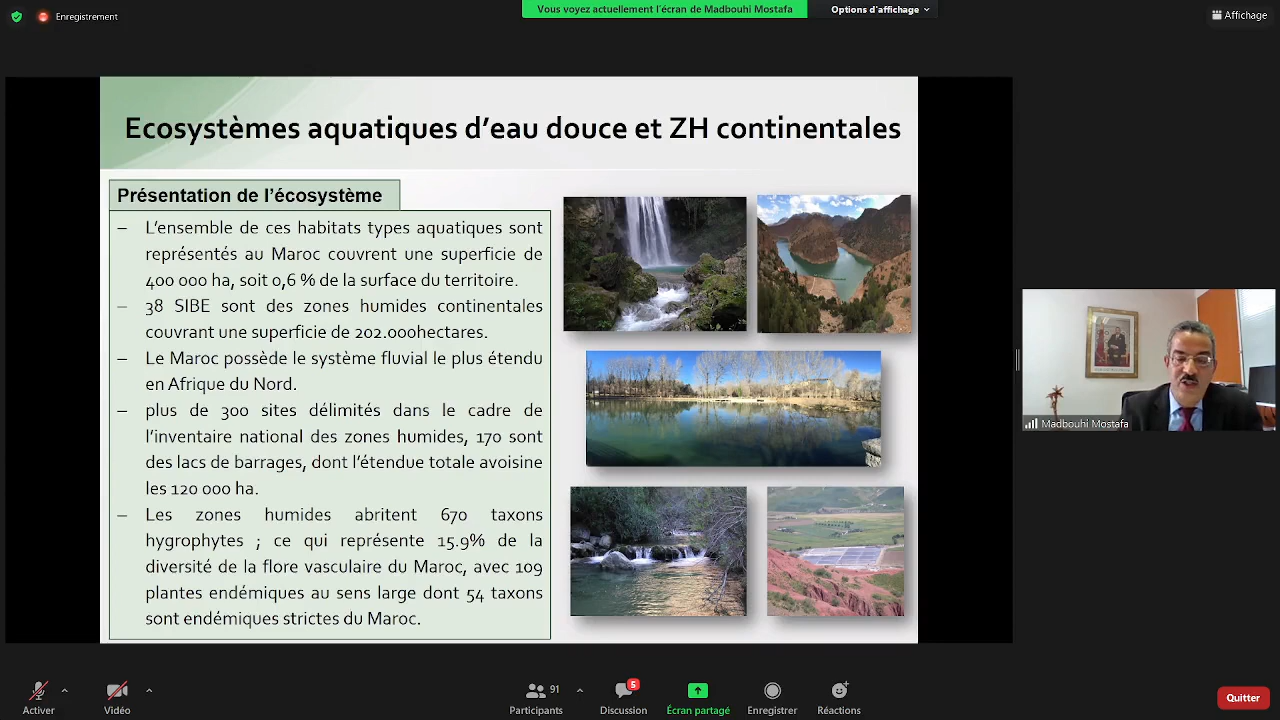 Enregistrement
Vous voyez actuellement l'écran de Madbouhi Mostafa
Options d'affichage
Affichage
Ecosystèmes aquatiques d'eau douce et ZH continentales
Présentation de l'écosystème
– L'ensemble de ces habitats types aquatiques sont
représentés au Maroc couvrent une superficie de
400 000 ha, soit 0,6 % de la surface du territoire.
– 38 SIBE sont des zones humides continentales
couvrant une superficie de 202.000hectares.
– Le Maroc possède le système fluvial le plus étendu
en Afrique du Nord.
– plus de 300 sites délimités dans le cadre de
l'inventaire national des zones humides, 170 sont
des lacs de barrages, dont l'étendue totale avoisine
les 120 000 ha.
– Les zones humides abritent 670 taxons
hygrophytes ; ce qui représente 15.9% de la
diversité de la flore vasculaire du Maroc, avec 109
plantes endémiques au sens large dont 54 taxons
sont endémiques strictes du Maroc.
Madbouhi Mostafa
Activer
Vidéo
91
Participants
5
Discussion
Écran partagé
Enregistrer
Réactions
Quitter